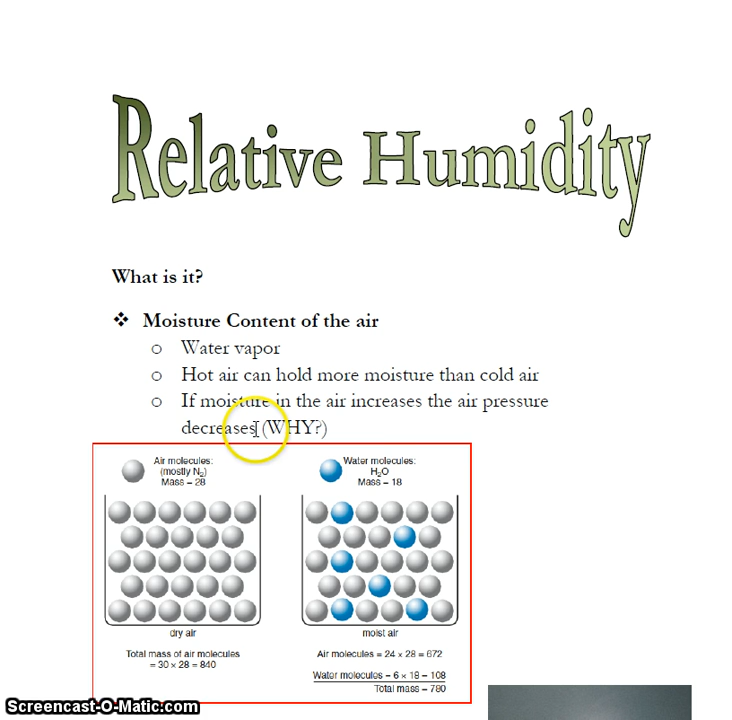 Relative Humidity
What is it?
❖ Moisture Content of the air
o Water vapor
o Hot air can hold more moisture than cold air
o If moisture in the air increases the air pressure
decreases (WHY?)
Air molecules:
(mostly N₂)
Mass – 28
Water molecules:
H₂O
Mass – 18
dry air
moist air
Total mass of air molecules
= 30 × 28 = 840
Air molecules = 24 × 28 = 672
Water molecules – 6 × 18 – 108
Total mass – 780
Screencast-O-Matic.com